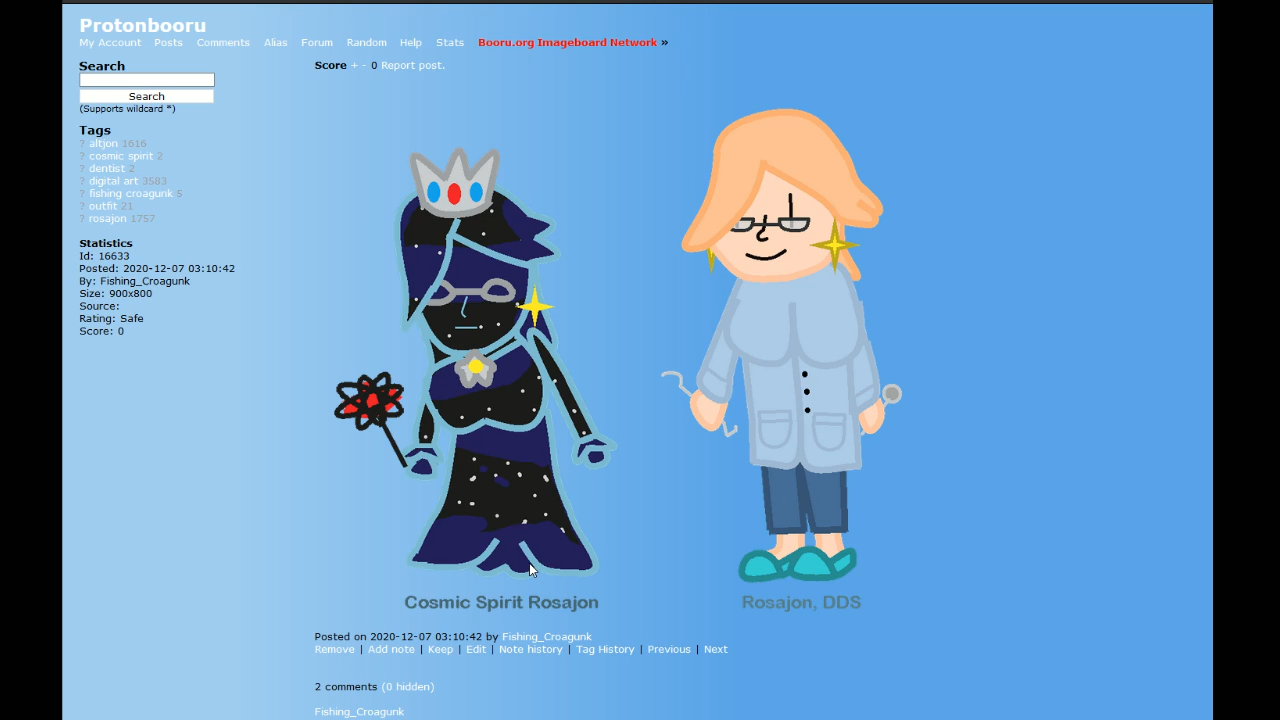 Protonbooru
My Account Posts Comments Alias Forum Random Help Stats Booru.org Imageboard Network »
Search
Search
(Supports wildcard *)
Tags
? altjon 1616
? cosmic spirit 2
? dentist 2
? digital art 3583
? fishing croagunk 5
? outfit 21
? rosajon 1757
Statistics
Id: 16633
Posted: 2020-12-07 03:10:42
By: Fishing_Croagunk
Size: 900x800
Source:
Rating: Safe
Score: 0
Score + - 0 Report post.
Cosmic Spirit Rosajon
Rosajon, DDS
Posted on 2020-12-07 03:10:42 by Fishing_Croagunk
Remove | Add note | Keep | Edit | Note history | Tag History | Previous | Next
2 comments (0 hidden)
Fishing_Croagunk